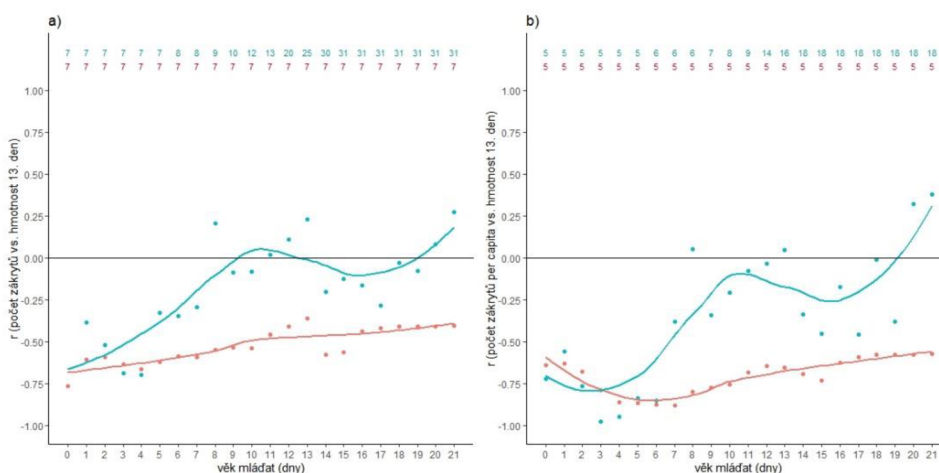 a)
7 7 7 7 7 7 8 8 9 10 12 13 20 25 30 31 31 31 30 31 31 31
7 7 7 7 7 7 7 7 7 7 7 7 7 7 7 7 7 7 7 7 7 7
r (počet zákrytů vs. hmotnost 13. den)
1.00
0.75
0.50
0.25
0.00
-0.25
-0.50
-0.75
-1.00
0 1 2 3 4 5 6 7 8 9 10 11 12 13 14 15 16 17 18 19 20 21
věk mláďat (dny)
b)
5 5 5 5 5 5 6 6 6 7 8 9 14 16 18 18 18 18 18 18 18 18
5 5 5 5 5 5 5 5 5 5 5 5 5 5 5 5 5 5 5 5 5 5
r (počet zákrytů per capita vs. hmotnost 13. den)
1.00
0.75
0.50
0.25
0.00
-0.25
-0.50
-0.75
-1.00
0 1 2 3 4 5 6 7 8 9 10 11 12 13 14 15 16 17 18 19 20 21
věk mláďat (dny)